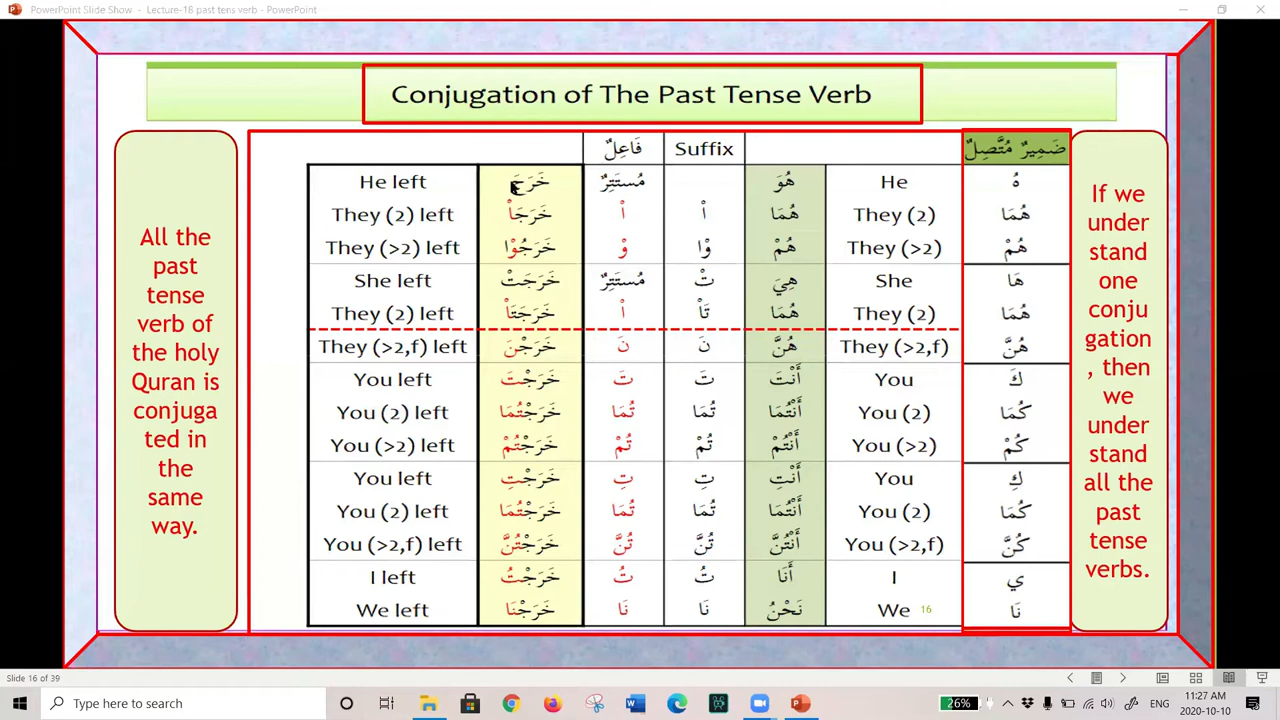 PowerPoint Slide Show - Lecture-18 past tens verb - PowerPoint
Conjugation of The Past Tense Verb
All the
past
tense
verb of
the holy
Quran is
conjuga
ted in
the
same
way.
فَاعِلٌ Suffix ضَمِيرٌ مُتَّصِلٌ
He left خَرَجَ مُستَتِرٌ هُوَ He هُ
They (2) left خَرَجَاْ اْ اْ هُمَا They (2) هُمَا
They (>2) left خَرَجُوْا وْ وْا هُمْ They (>2) هُمْ
She left خَرَجَتْ مُستَتِرٌ تْ هِيَ She هَا
They (2) left خَرَجَتَاْ اْ تَاْ هُمَا They (2) هُمَا
They (>2,f) left خَرَجْنَ نَ نَ هُنَّ They (>2,f) هُنَّ
You left خَرَجْتَ تَ تَ أَنْتَ You كَ
You (2) left خَرَجْتُمَا تُمَا تُمَا أَنْتُمَا You (2) كُمَا
You (>2) left خَرَجْتُمْ تُمْ تُمْ أَنْتُمْ You (>2) كُمْ
You left خَرَجْتِ تِ تِ أَنْتِ You كِ
You (2) left خَرَجْتُمَا تُمَا تُمَا أَنْتُمَا You (2) كُمَا
You (>2,f) left خَرَجْتُنَّ تُنَّ تُنَّ أَنْتُنَّ You (>2,f) كُنَّ
I left خَرَجْتُ تُ تُ أَنَا I ي
We left خَرَجْنَا نَا نَا نَحْنُ We 16 نَا
If we
under
stand
one
conju
gation
, then
we
under
stand
all the
past
tense
verbs.
Slide 16 of 39
Type here to search
26%
ENG
11:27 AM
2020-10-10